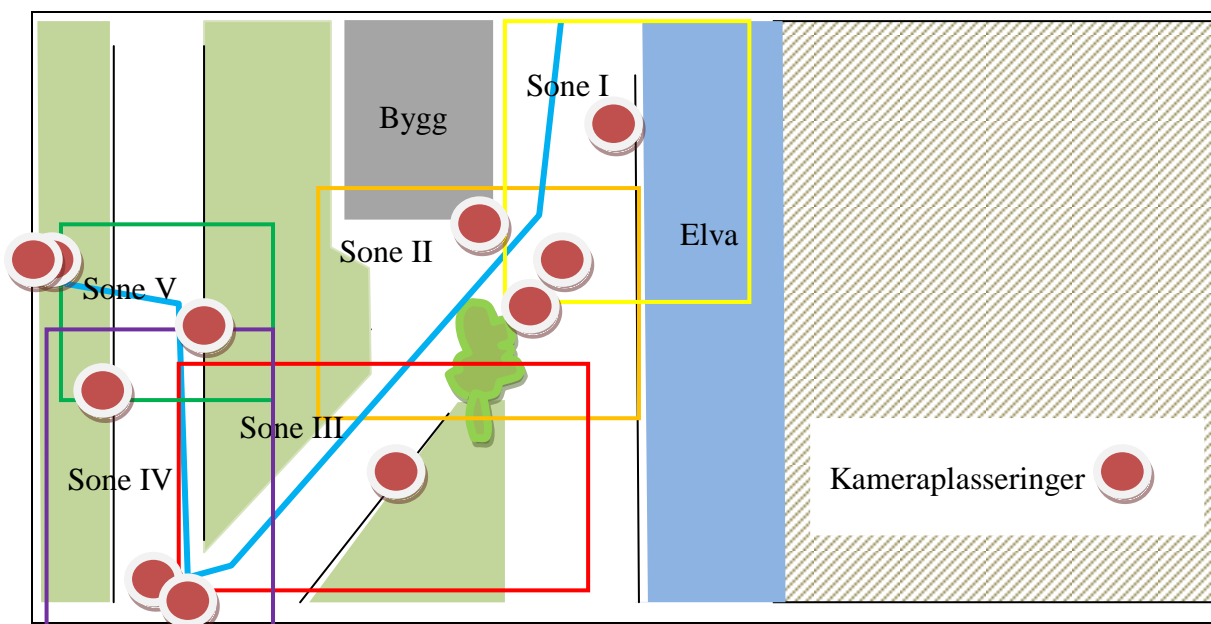 Sone I
Bygg
Elva
Sone II
Sone V
Sone III
Sone IV
Kameraplasseringer